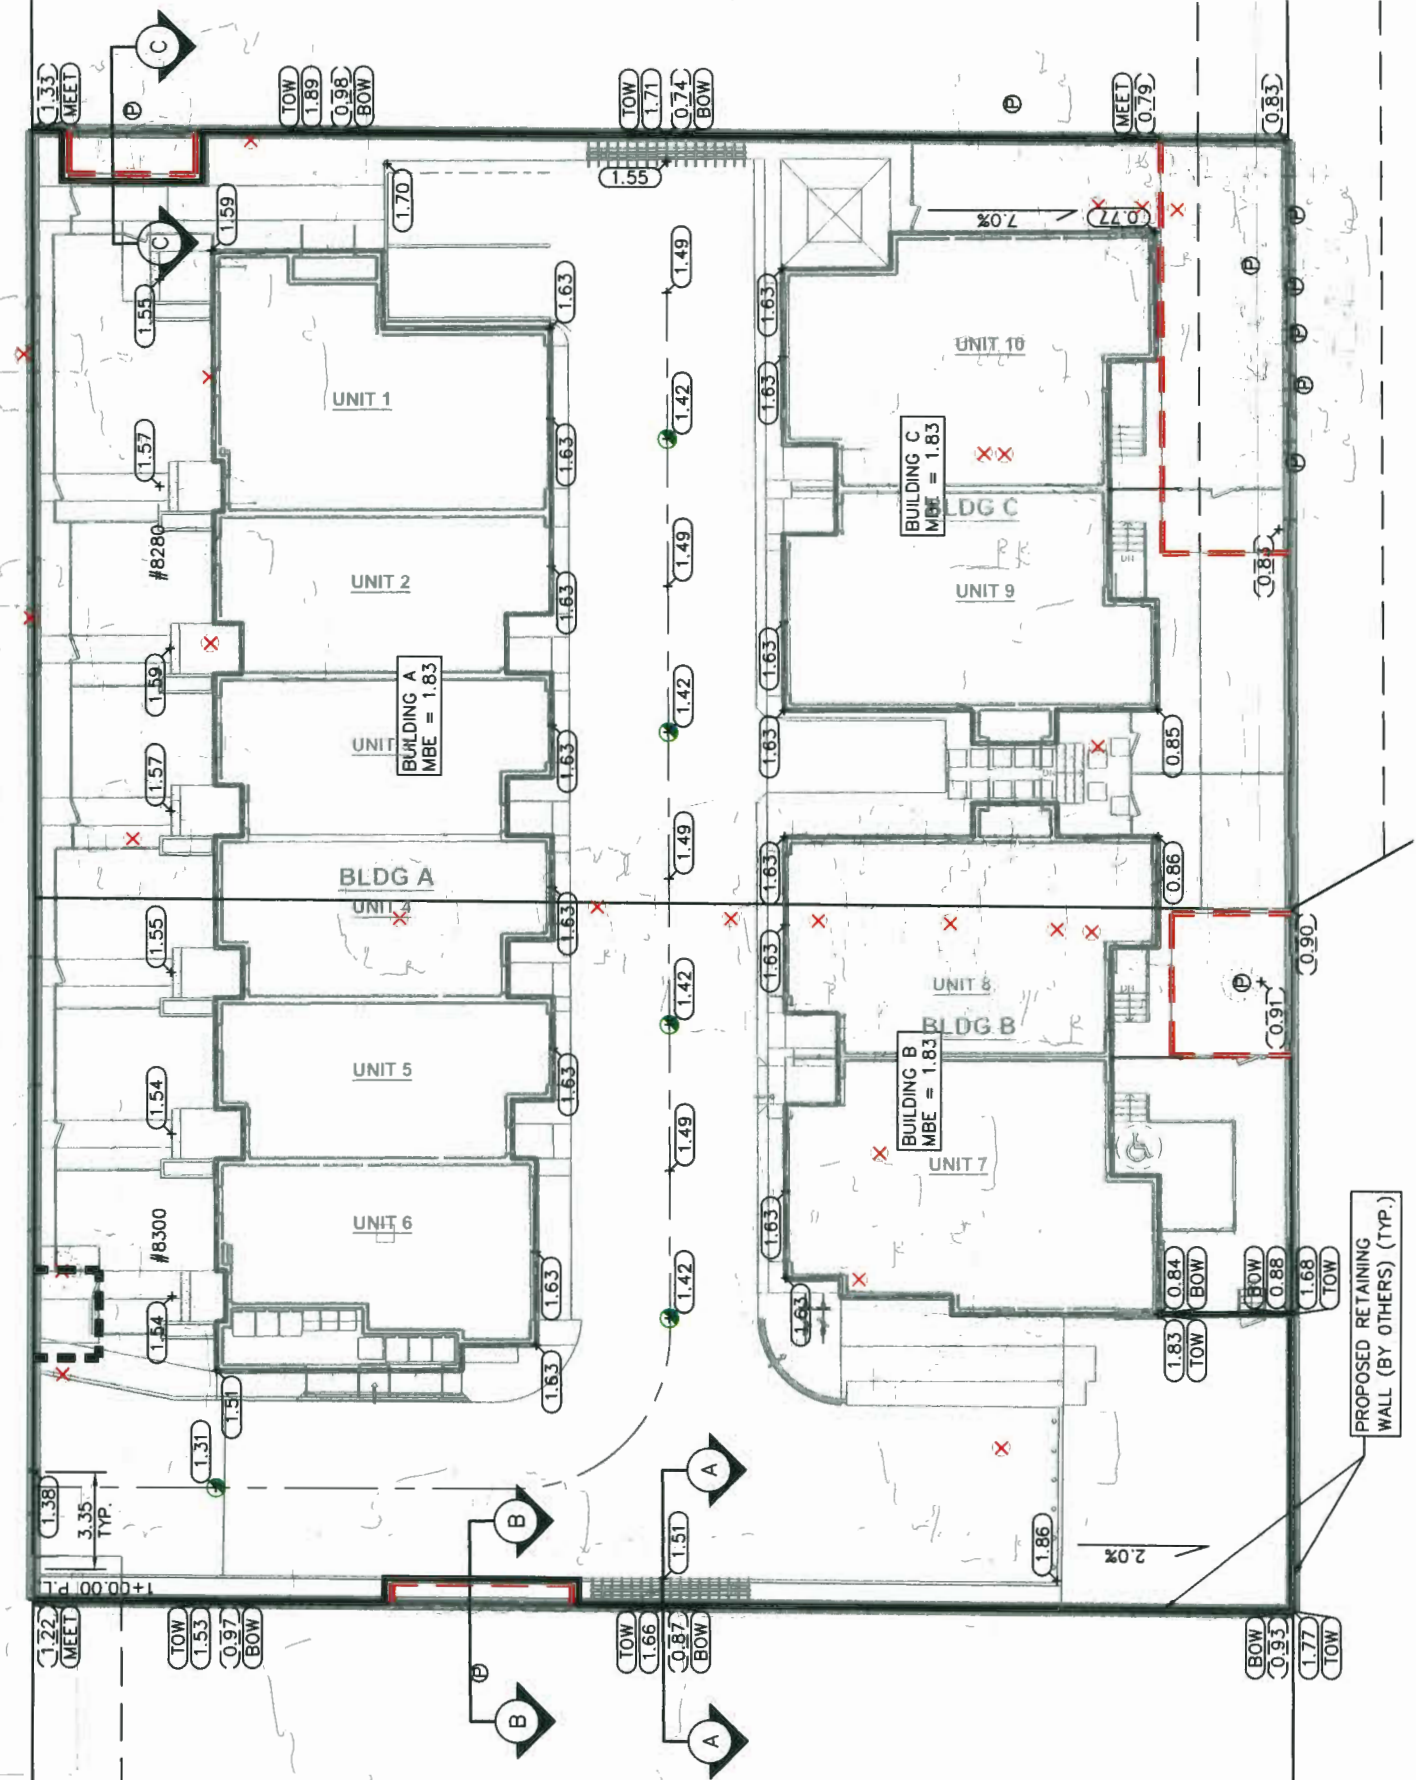 (1.33)
MEET
C
P
TOW
1.89
(0.98)
BOW
TOW
1.71
(0.74)
BOW
P
MEET
(0.79)
(0.83)
C
1.59
1.70
1.55
7.0%
(0.77)
P
P
1.55
1.63
1.49
1.63
P
P
UNIT 1
UNIT 10
1.63
1.42
P
1.57
1.63
BUILDING C
MBE = 1.83
P
BLDG C
#8280
UNIT 2
1.63
1.49
UNIT 9
(0.83)
1.59
BUILDING A
MBE = 1.83
1.63
1.42
UNIT
1.63
1.63
0.85
1.57
1.49
1.63
0.86
BLDG A
UNIT 4
1.63
1.55
1.63
(0.90)
1.42
UNIT 8
P
(0.91)
BLDG B
UNIT 5
1.63
BUILDING B
MBE = 1.83
1.54
1.49
UNIT 7
1.63
UNIT 6
#8300
1.63
1.42
0.84
BOW
BOW
0.88
1.68
TOW
1.54
1.63
1.83
TOW
PROPOSED RETAINING
WALL (BY OTHERS) (TYP.)
1.51
1.63
1.31
A
1.38
3.35
TYP.
B
1.51
1.86
2.0%
1+00.00 P.L
(1.22)
MEET
TOW
1.53
(0.97)
BOW
P
TOW
1.66
(0.87)
BOW
BOW
(0.93)
1.77
TOW
B
A